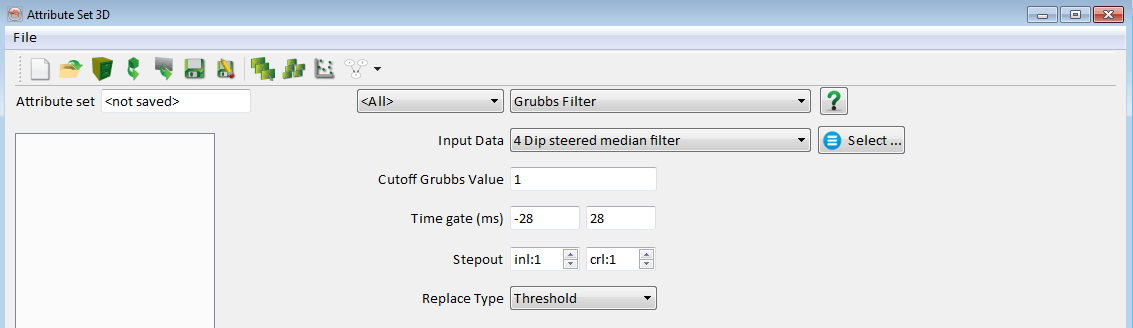 Attribute Set 3D
File
Attribute set <not saved> <All> Grubbs Filter ?
Input Data 4 Dip steered median filter Select ...
Cutoff Grubbs Value 1
Time gate (ms) -28 28
Stepout inl:1 crl:1
Replace Type Threshold